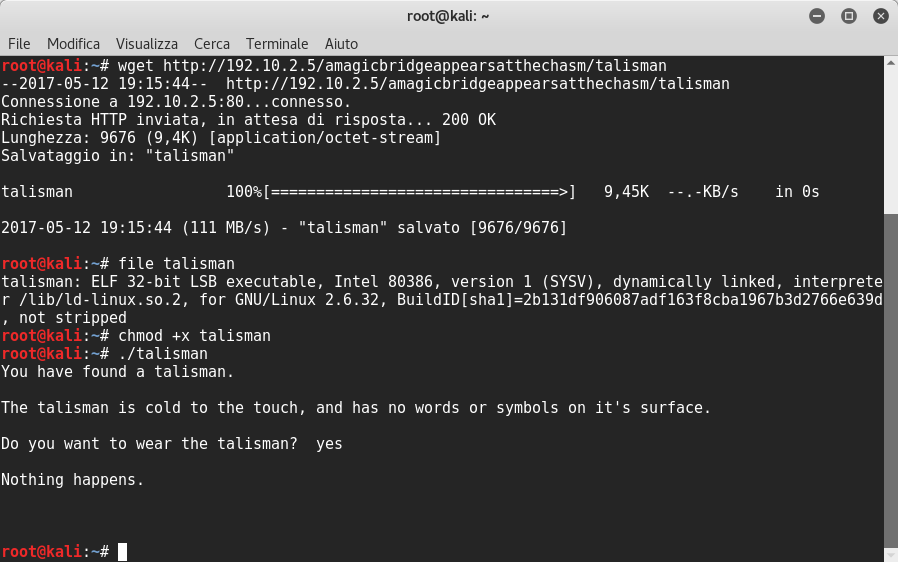 root@kali: ~
File Modifica Visualizza Cerca Terminale Aiuto
root@kali:~# wget http://192.10.2.5/amagicbridgeappearsatthechasm/talisman
--2017-05-12 19:15:44--  http://192.10.2.5/amagicbridgeappearsatthechasm/talisman
Connessione a 192.10.2.5:80...connesso.
Richiesta HTTP inviata, in attesa di risposta... 200 OK
Lunghezza: 9676 (9,4K) [application/octet-stream]
Salvataggio in: "talisman"
talisman                 100%[================================>]   9,45K  --.-KB/s    in 0s
2017-05-12 19:15:44 (111 MB/s) - "talisman" salvato [9676/9676]
root@kali:~# file talisman
talisman: ELF 32-bit LSB executable, Intel 80386, version 1 (SYSV), dynamically linked, interprete
r /lib/ld-linux.so.2, for GNU/Linux 2.6.32, BuildID[sha1]=2b131df906087adf163f8cba1967b3d2766e639d
, not stripped
root@kali:~# chmod +x talisman
root@kali:~# ./talisman
You have found a talisman.
The talisman is cold to the touch, and has no words or symbols on it's surface.
Do you want to wear the talisman?  yes
Nothing happens.
root@kali:~#